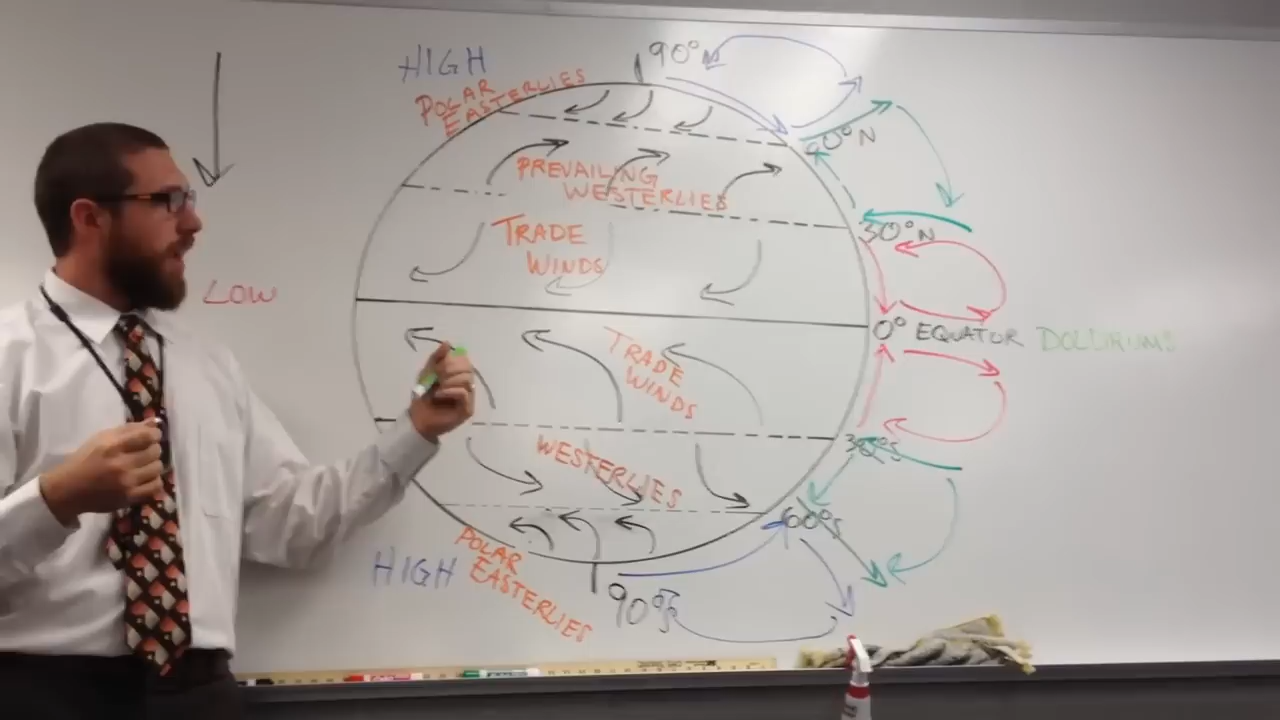 HIGH
90°N
POLAR
EASTERLIES
60°N
PREVAILING
WESTERLIES
30°N
TRADE
WINDS
LOW
0° EQUATOR DOLDRUMS
TRADE
WINDS
30°S
WESTERLIES
60°S
HIGH
POLAR
EASTERLIES
90°S